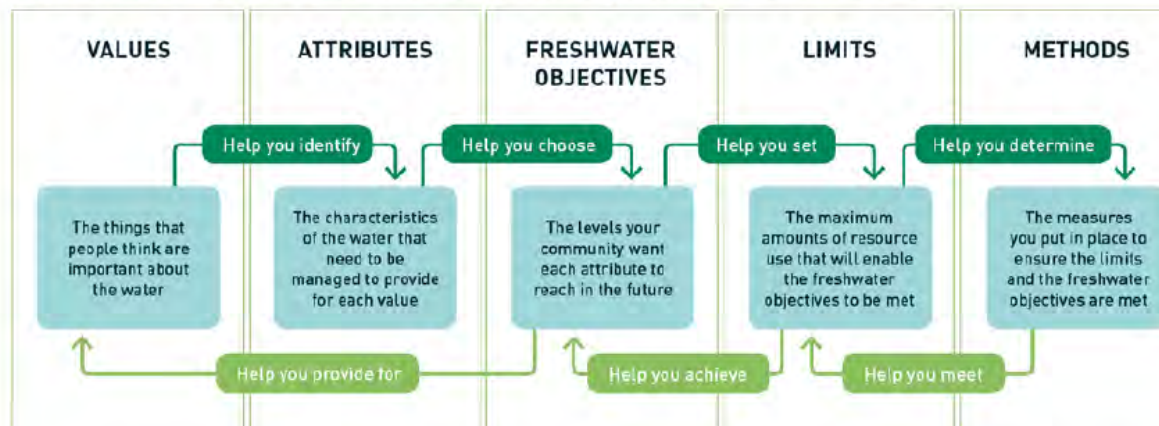 VALUES
ATTRIBUTES
FRESHWATER
OBJECTIVES
LIMITS
METHODS
Help you identify
Help you choose
Help you set
Help you determine
The things that
people think are
important about
the water
The characteristics
of the water that
need to be
managed to provide
for each value
The levels your
community want
each attribute to
reach in the future
The maximum
amounts of resource
use that will enable
the freshwater
objectives to be met
The measures
you put in place to
ensure the limits
and the freshwater
objectives are met
Help you provide for
Help you achieve
Help you meet